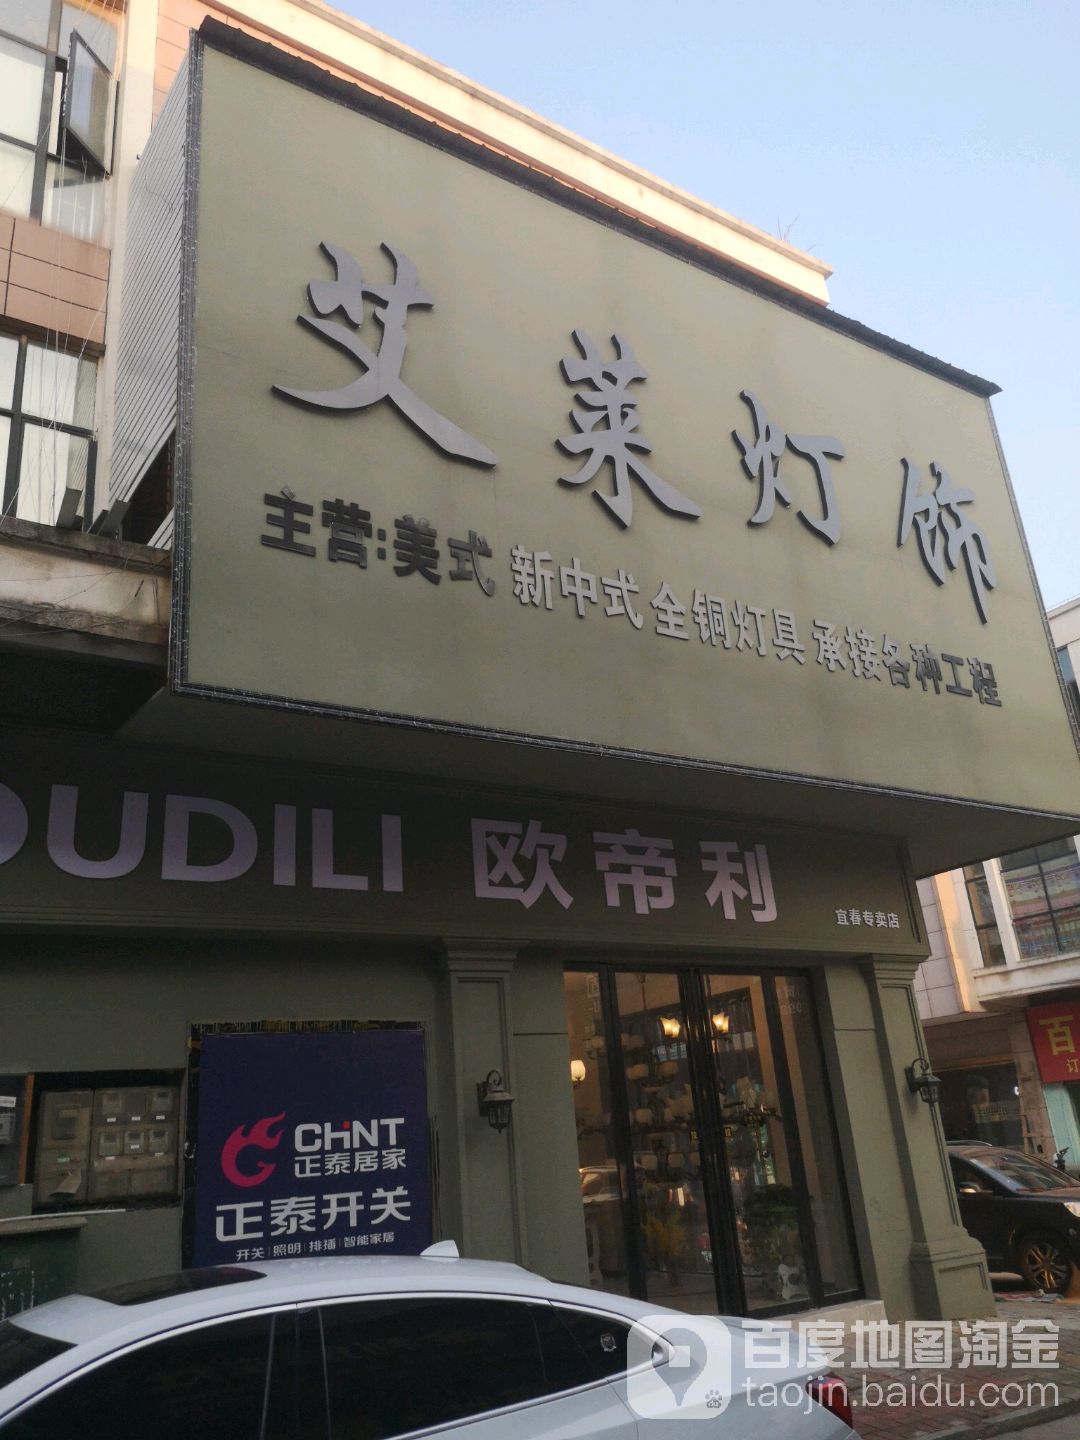 艾莱灯饰
主营:美式 新中式 全铜灯具 承接各种工程
OUDILI 欧帝利
宜春专卖店
CHNT
正泰居家
正泰开关
开关|照明|排插|智能家居
百
订
百度地图淘金
taojin.baidu.com